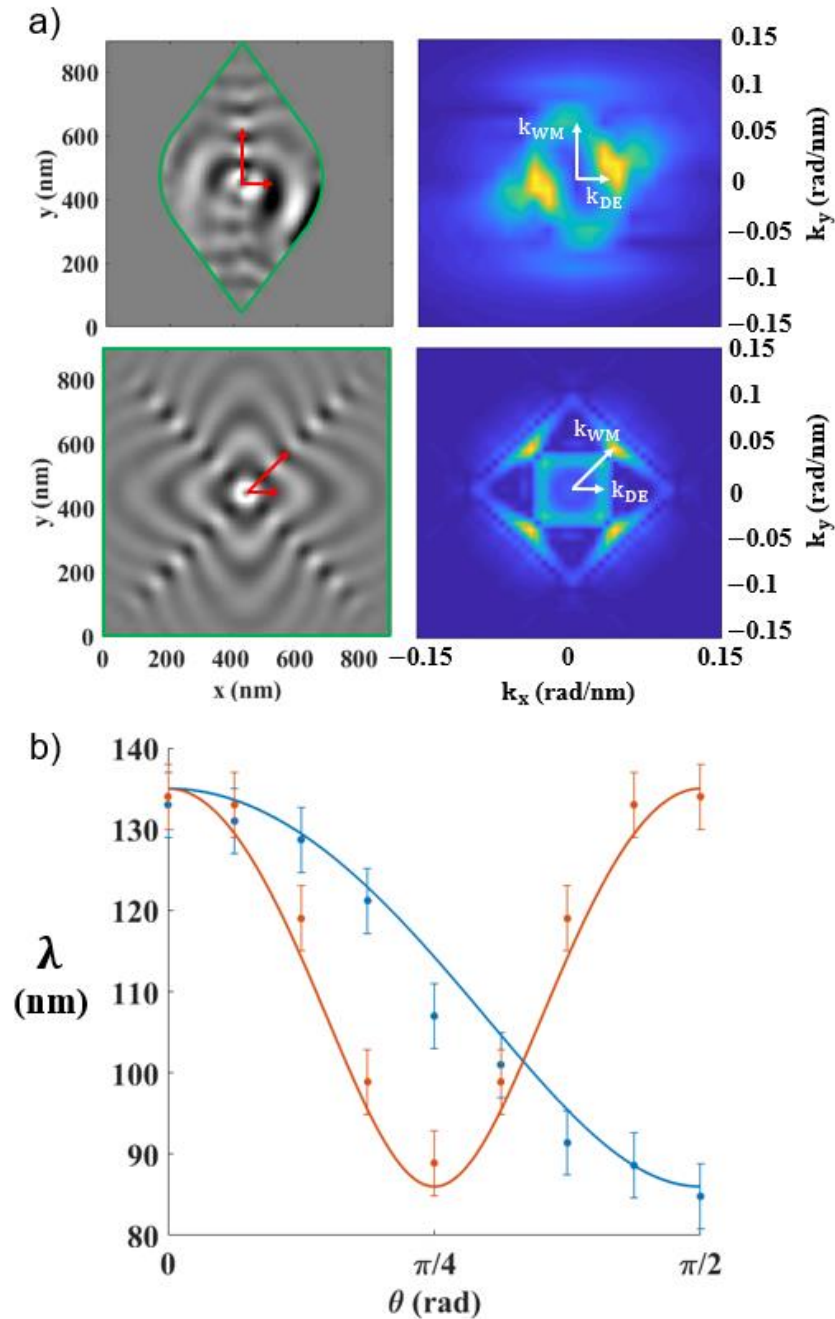 a)
0.15
800
0.1
y (nm)
600
k_WM
0.05
k_y (rad/nm)
400
k_DE
0
200
−0.05
−0.1
0
−0.15
0.15
800
0.1
y (nm)
600
k_WM
0.05
k_y (rad/nm)
400
k_DE
0
200
−0.05
−0.1
0
−0.15
0 200 400 600 800
−0.15 0 0.15
x (nm)
k_x (rad/nm)
b)
140
130
120
110
λ
(nm)
100
90
80
0 π/4 π/2
θ (rad)